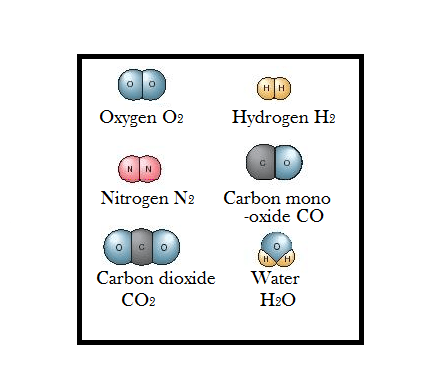 O O
H H
Oxygen O2
Hydrogen H2
N N
C O
Nitrogen N2
Carbon mono
-oxide CO
O C O
O
H H
Carbon dioxide
CO2
Water
H2O